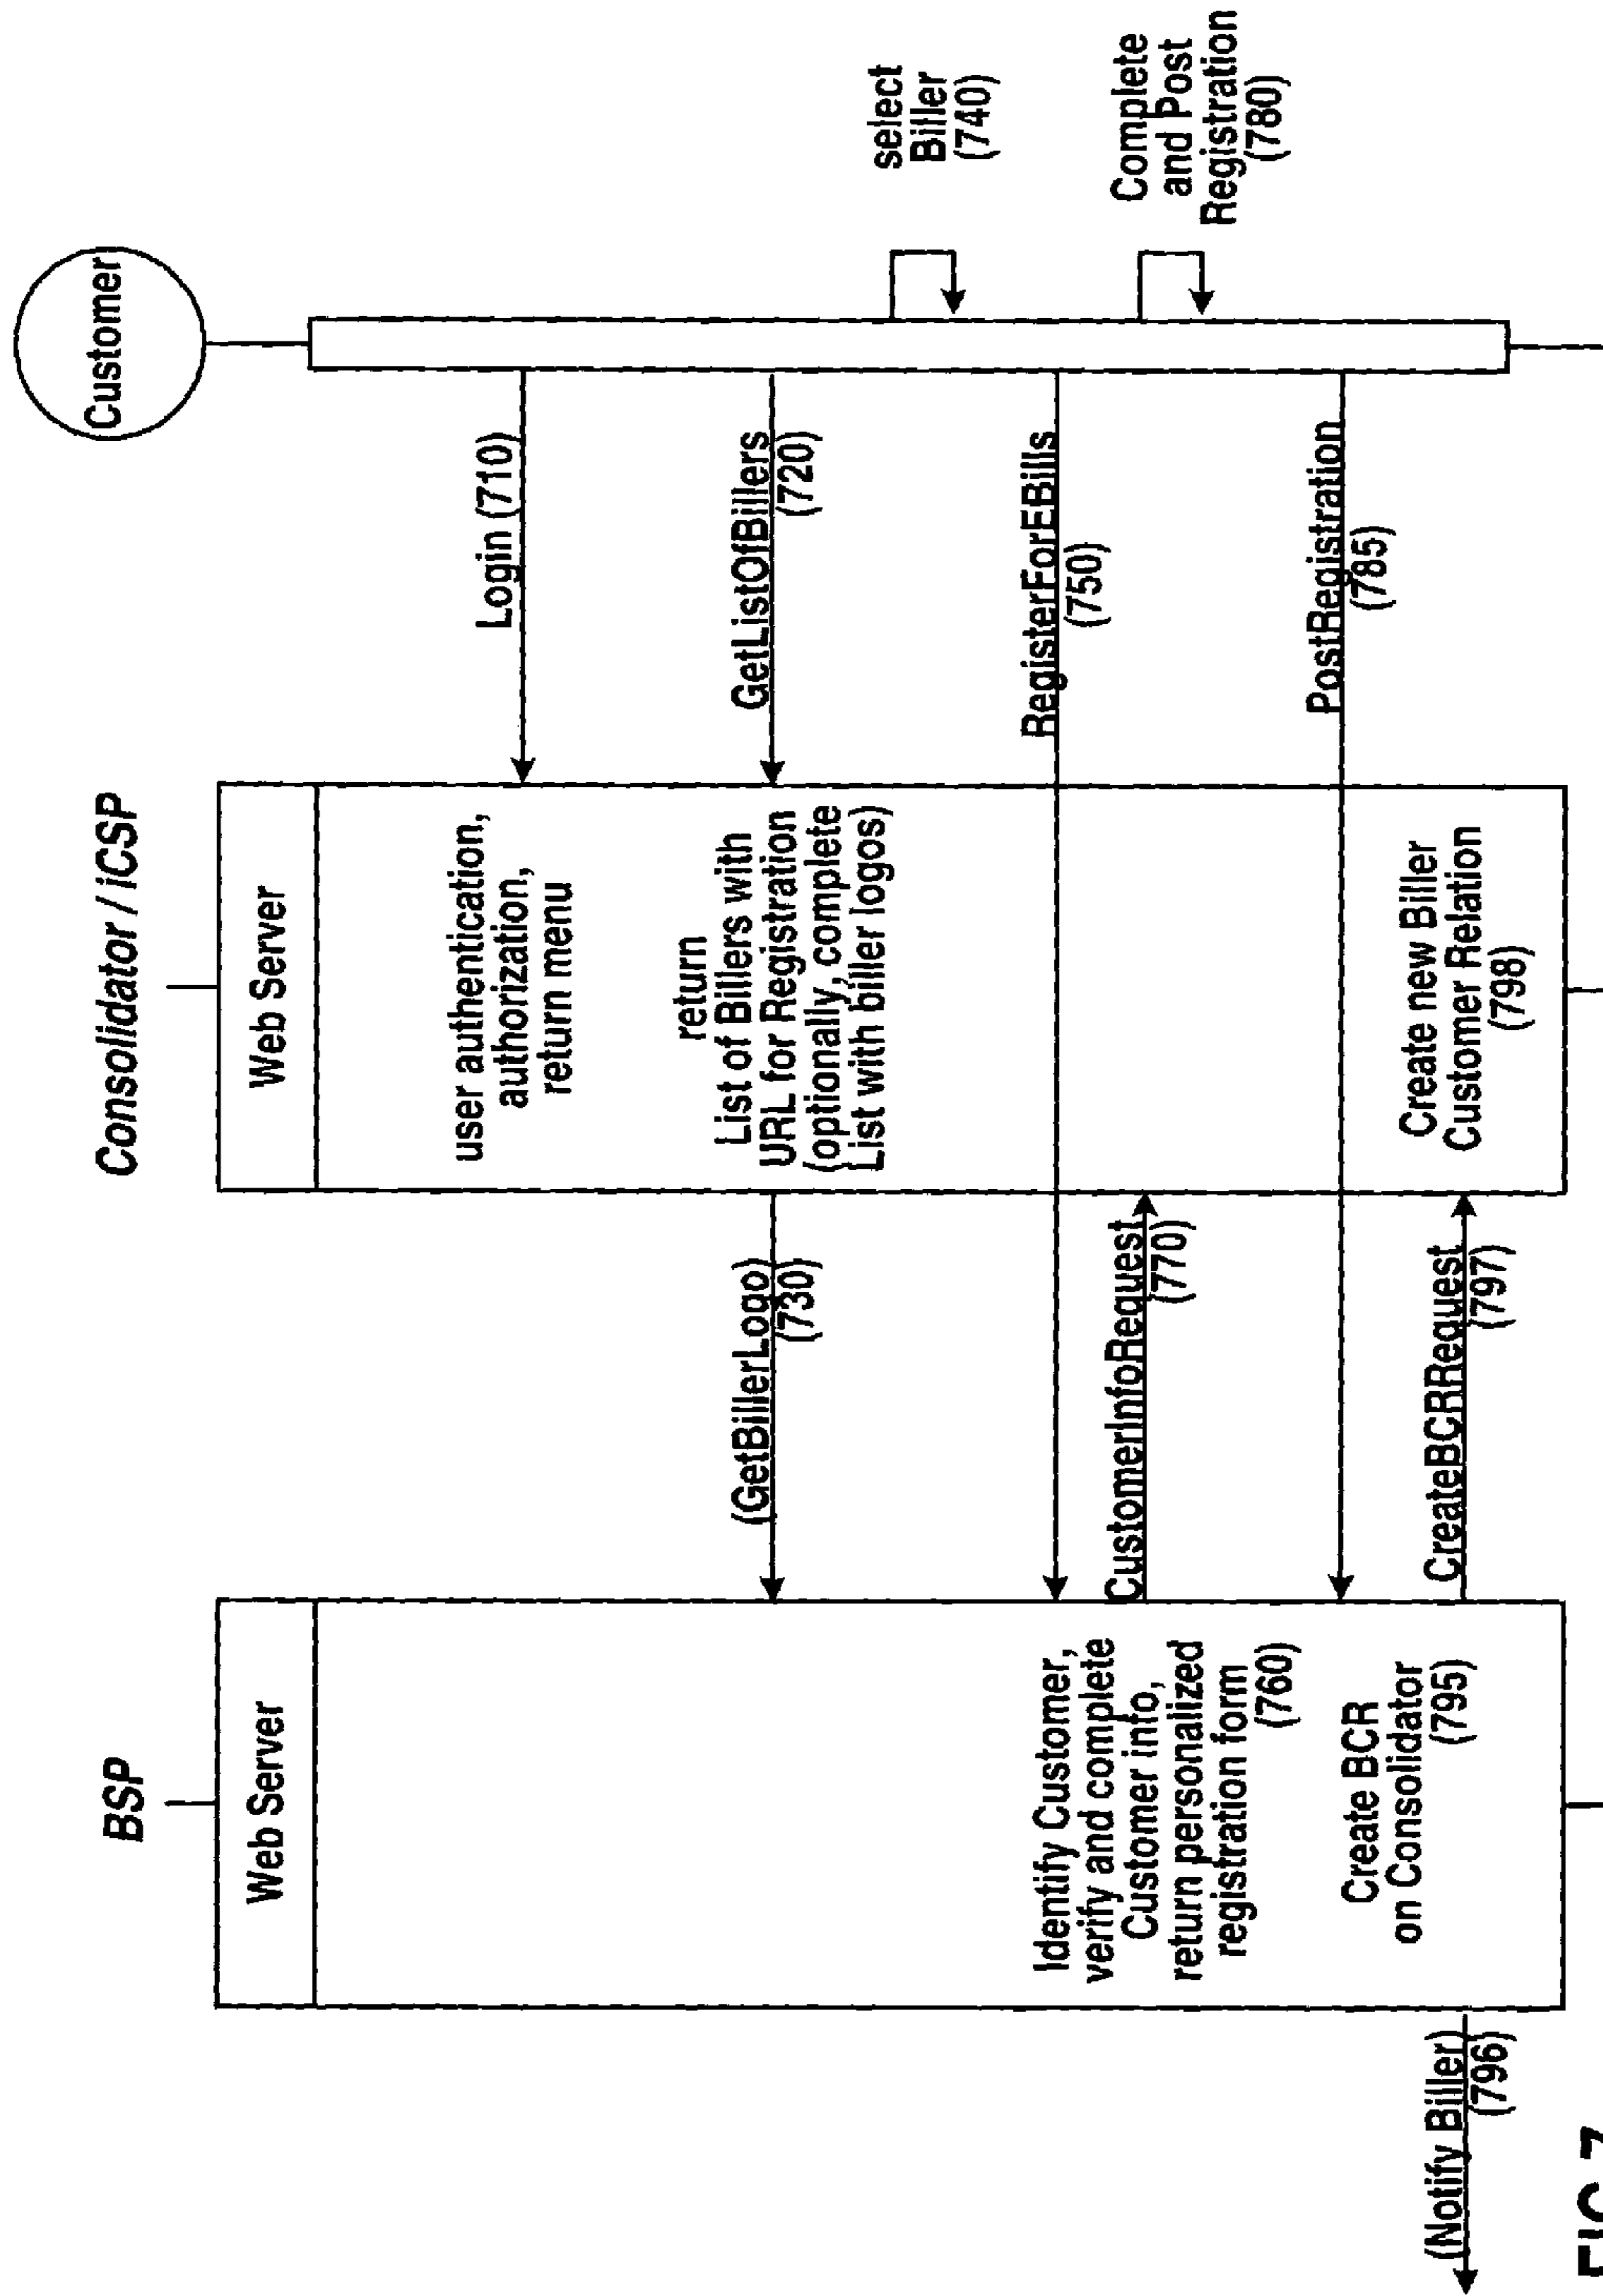 BSP
Web Server
Identify Customer,
verify and complete
Customer info,
return personalized
registration form
(760)
Create BCR
on Consolidator
(795)
(Notify Biller)
(796)
(GetBillerLogo)
(730)
CustomerInfoRequest
(770)
CreateBCRRequest
(797)
Consolidator / iCSP
Web Server
user authentication,
authorization,
return menu
return
List of Billers with
URL for Registration
(optionally, complete
List with biller logos)
Create new Biller
Customer Relation
(798)
Login (710)
GetListOfBillers
(720)
RegisterForEBills
(750)
PostRegistration
(785)
Customer
select
Biller
(740)
Complete
and Post
Registration
(780)
FIG 7